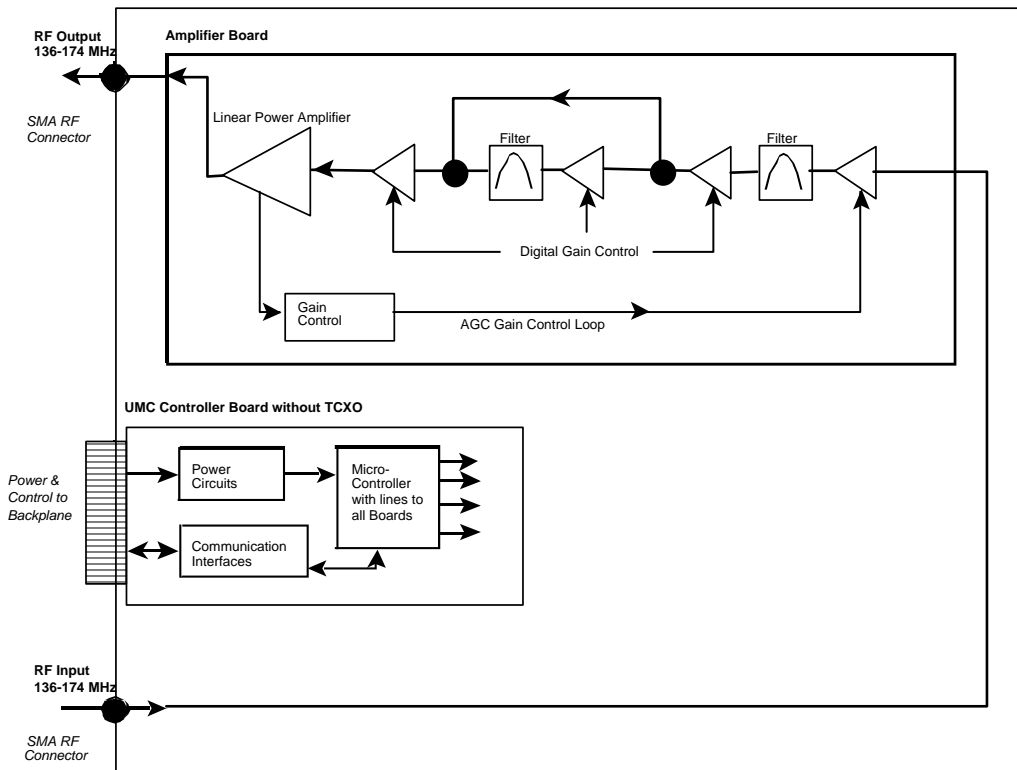 RF Output
136-174 MHz
SMA RF
Connector
Amplifier Board
Linear Power Amplifier
Filter
Filter
Digital Gain Control
Gain
Control
AGC Gain Control Loop
UMC Controller Board without TCXO
Power &
Control to
Backplane
Power
Circuits
Micro-
Controller
with lines to
all Boards
Communication
Interfaces
RF Input
136-174 MHz
SMA RF
Connector